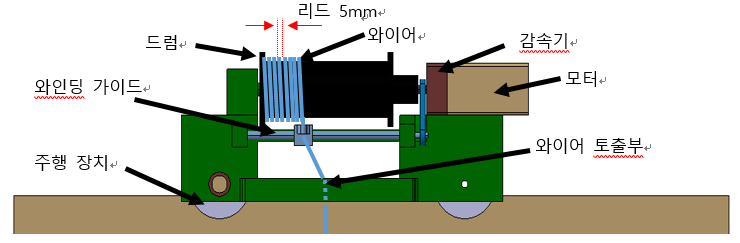 리드 5mm
드럼
와이어
감속기
와인딩 가이드
모터
주행 장치
와이어 토출부